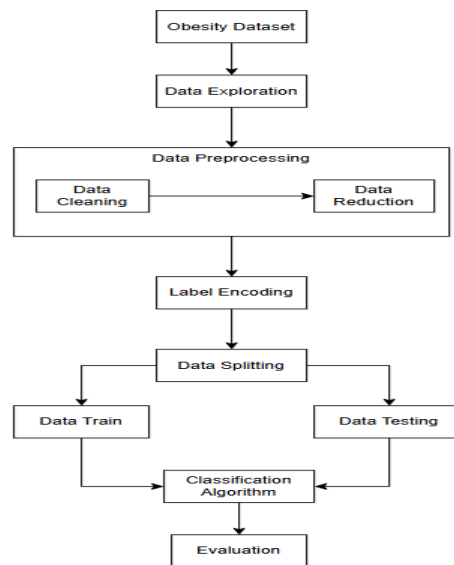 Obesity Dataset
Data Exploration
Data Preprocessing
Data
Cleaning
Data
Reduction
Label Encoding
Data Splitting
Data Train
Data Testing
Classification
Algorithm
Evaluation